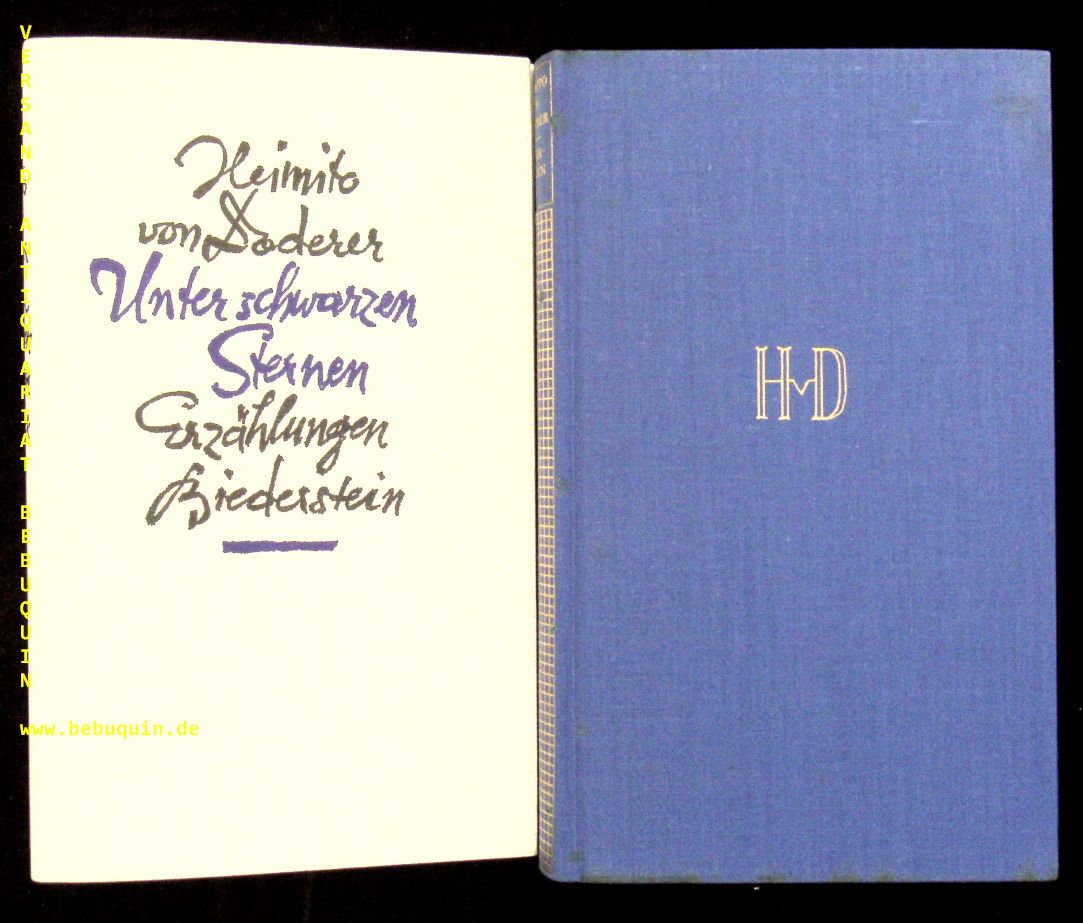 VERSAND ANTIQUARIAT BEBUQUIN
www.bebuquin.de
Heimito
von Doderer
Unter schwarzen
Sternen
Erzählungen
Biederstein
HvD